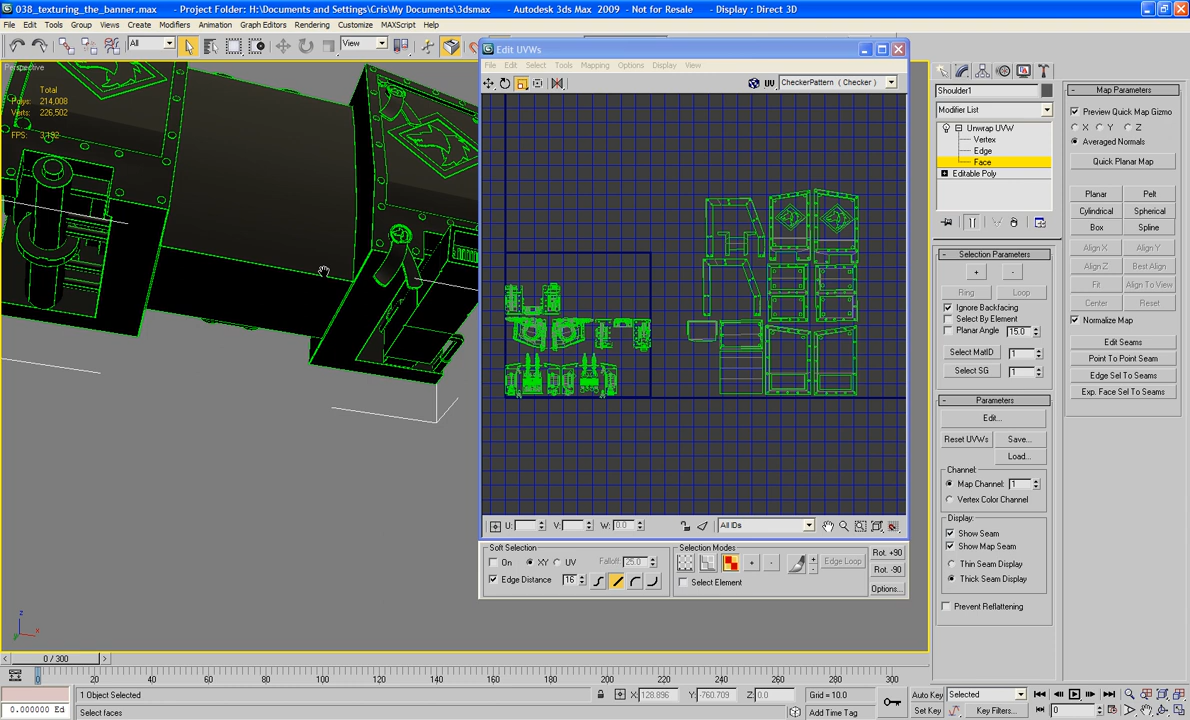 038_texturing_the_banner.max - Project Folder: H:\Documents and Settings\Cris\My Documents\3dsmax - Autodesk 3ds Max 2009 - Not for Resale - Display : Direct 3D
File Edit Tools Group Views Create Modifiers Animation Graph Editors Rendering Customize MAXScript Help
All View
Perspective
Total
Polys: 214,008
Verts: 226,502
FPS: 3.192
Edit UVWs
File Edit Select Tools Mapping Options Display View
UV CheckerPattern ( Checker )
U: V: W: 0.0 All IDs
Soft Selection
On XY UV Falloff: 25.0
Edge Distance 16
Selection Modes
+ - + - Edge Loop
Select Element
Rot. +90
Rot. -90
Options...
Shoulder1
Modifier List
Unwrap UVW
Vertex
Edge
Face
Editable Poly
Selection Parameters
+ -
Ring Loop
Ignore Backfacing
Select By Element
Planar Angle 15.0
Select MatID 1
Select SG 1
Parameters
Edit...
Reset UVWs Save...
Load...
Channel:
Map Channel: 1
Vertex Color Channel
Display:
Show Seam
Show Map Seam
Thin Seam Display
Thick Seam Display
Prevent Reflattening
Map Parameters
Preview Quick Map Gizmo
X Y Z
Averaged Normals
Quick Planar Map
Planar Pelt
Cylindrical Spherical
Box Spline
Align X Align Y
Align Z Best Align
Fit Align To View
Center Reset
Normalize Map
Edit Seams
Point To Point Seam
Edge Sel To Seams
Exp. Face Sel To Seams
z
x
y
0 / 300
0 20 40 60 80 100 120 140 160 180 200 220 240 260 280 300
1 Object Selected X: 128.896 Y: -760.709 Z: 0.0 Grid = 10.0 Auto Key Selected
0.000000 Ed Select faces Add Time Tag Set Key Key Filters... 0